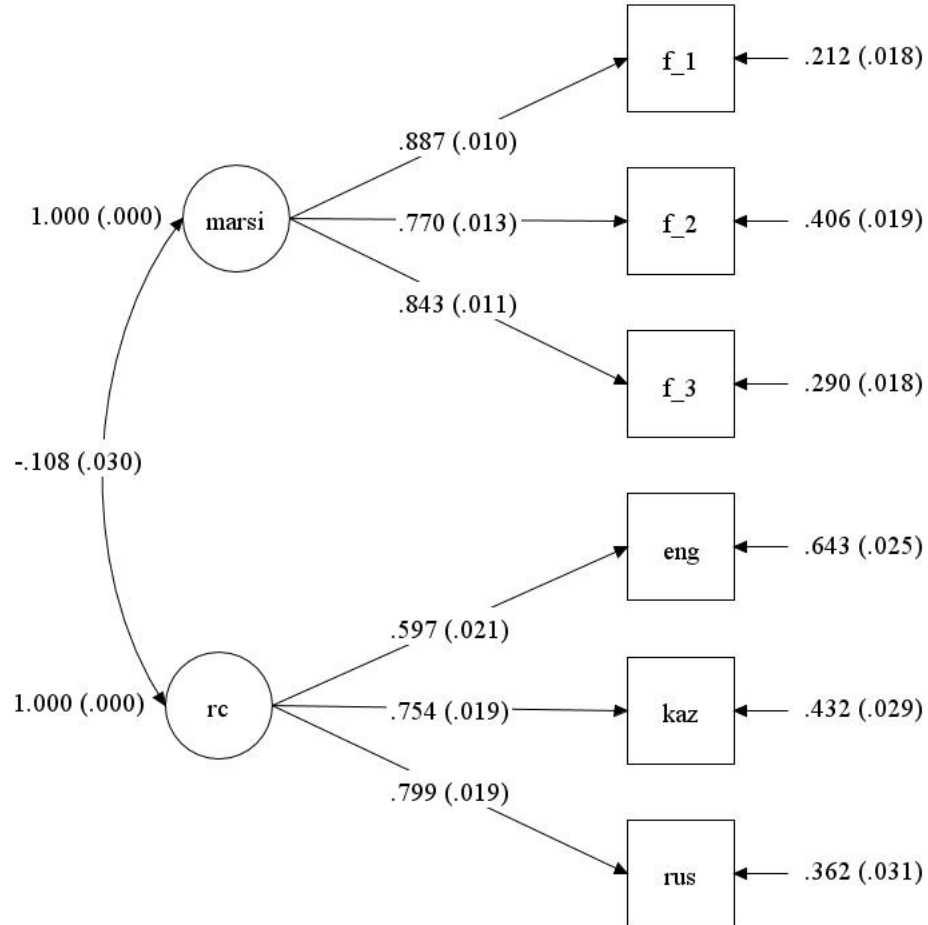 f_1
.212 (.018)
.887 (.010)
1.000 (.000)
marsi
.770 (.013)
f_2
.406 (.019)
.843 (.011)
f_3
.290 (.018)
-.108 (.030)
eng
.643 (.025)
.597 (.021)
1.000 (.000)
rc
.754 (.019)
kaz
.432 (.029)
.799 (.019)
rus
.362 (.031)